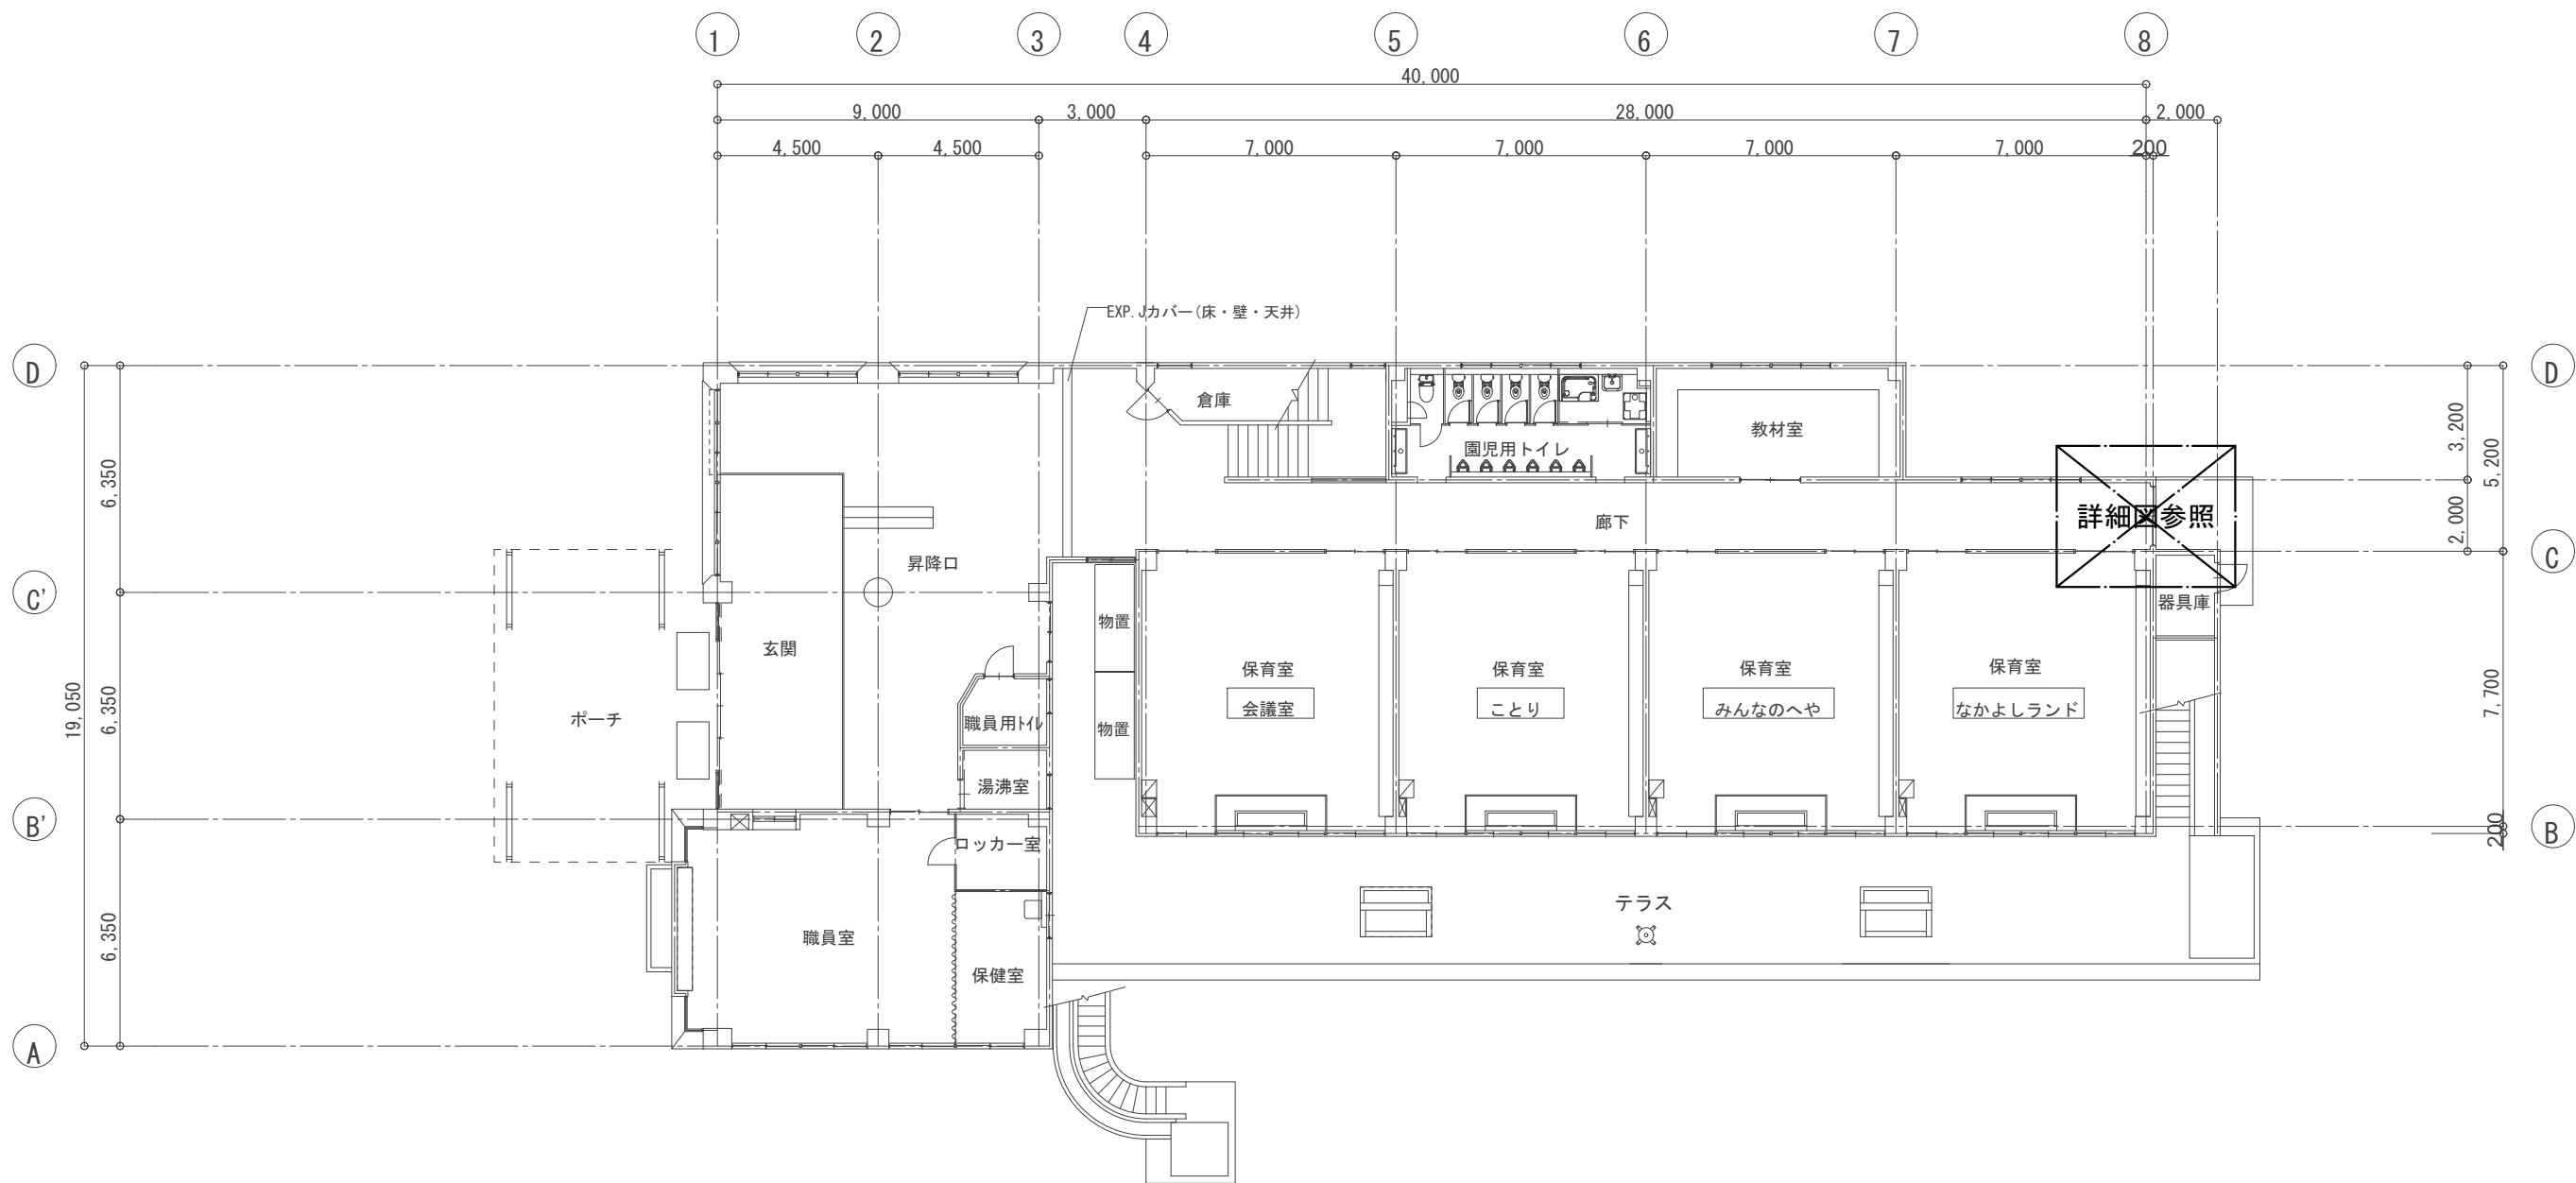 1 2 3 4 5 6 7 8
40,000
9,000 3,000 28,000 2,000
4,500 4,500 7,000 7,000 7,000 7,000 200
EXP.Jカバー(床・壁・天井)
D D
倉庫
教材室
園児用トイレ
3,200
5,200
6,350
詳細図参照
廊下
2,000
C
昇降口
C'
器具庫
物置
玄関
保育室 保育室 保育室 保育室
会議室 ことり みんなのへや なかよしランド
7,700
19,050
6,350
ポーチ
職員用トイレ
物置
湯沸室
B' B
200
ロッカー室
テラス
6,350
職員室
保健室
A